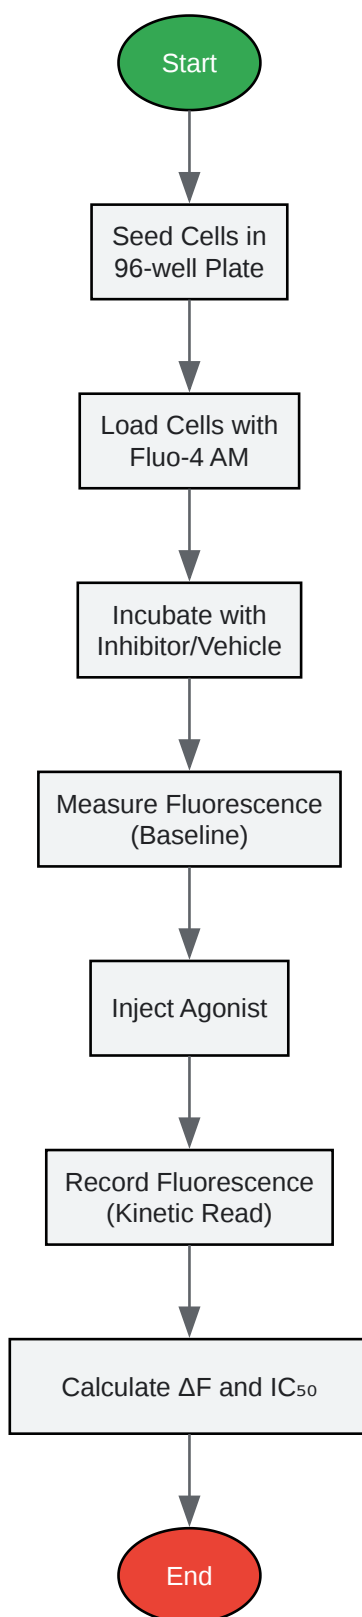 Start
Seed Cells in
96-well Plate
Load Cells with
Fluo-4 AM
Incubate with
Inhibitor/Vehicle
Measure Fluorescence
(Baseline)
Inject Agonist
Record Fluorescence
(Kinetic Read)
Calculate ΔF and IC₅₀
End